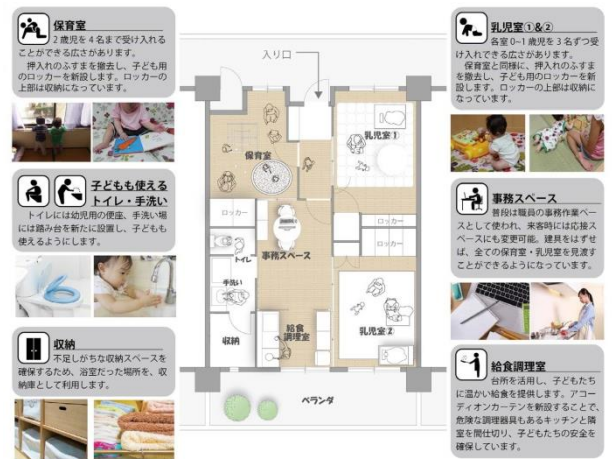 保育室
2歳児を4名まで受け入れる
ことができる広さがあります。
押入れのふすまを撤去し、子ども用
のロッカーを新設します。ロッカーの
上部は収納になっています。
子どもも使える
トイレ・手洗い
トイレには幼児用の便座、手洗い場
には踏み台を新たに設置し、子どもも
使えるようにします。
収納
不足しがちな収納スペースを
確保するため、浴室だった場所を、収
納庫として利用します。
入り口
保育室
乳児室1
ロッカー
ロッカー
ロッカー
トイレ
事務スペース
手洗い
収納
給食
調理室
乳児室2
ベランダ
乳児室①&②
各室0~1歳児を3名ずつ受
け入れできる広さがあります。
保育室と同様に、押入れのふすま
を撤去し、子ども用のロッカーを新
設します。ロッカーの上部は収納に
なっています。
事務スペース
普段は職員の事務作業ペー
スとして使われ、来客時には応接ス
ペースにも変更可能。建具をはずせ
ば、全ての保育室・乳児室を見渡す
ことができるようになっています。
給食調理室
台所を活用し、子どもたち
に温かい給食を提供します。アコー
ディオンカーテンを新設することで、
危険な調理器具もあるキッチンと隣
室を間仕切り、子どもたちの安全を
確保しています。